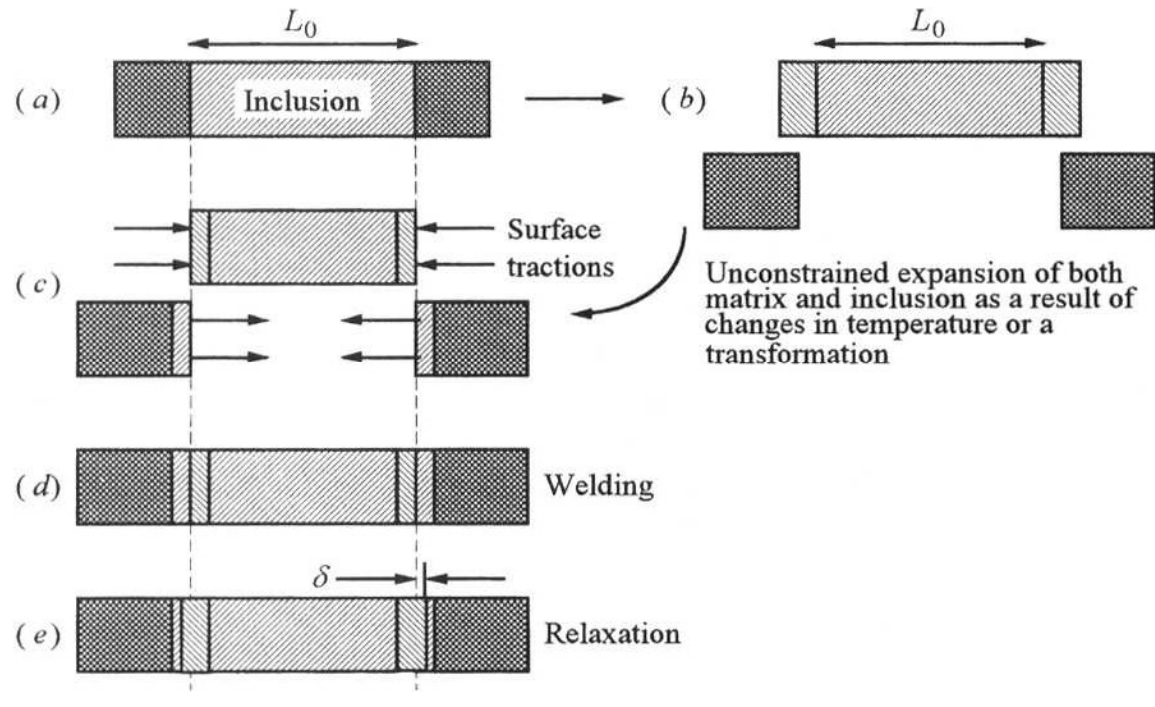 L₀
L₀
(a)
Inclusion
(b)
Surface
tractions
(c)
Unconstrained expansion of both
matrix and inclusion as a result of
changes in temperature or a
transformation
(d)
Welding
δ
(e)
Relaxation